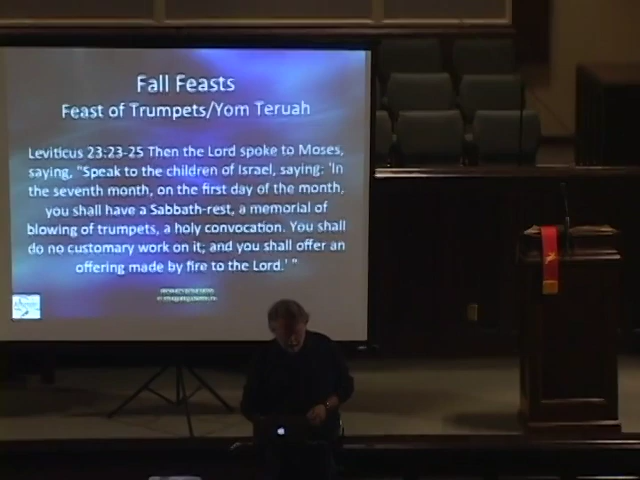 Fall Feasts
Feast of Trumpets/Yom Teruah
Leviticus 23:23-25 Then the Lord spoke to Moses,
saying, "Speak to the children of Israel, saying: 'In
the seventh month, on the first day of the month,
you shall have a Sabbath-rest, a memorial of
blowing of trumpets, a holy convocation. You shall
do no customary work on it; and you shall offer an
offering made by fire to the Lord.' "